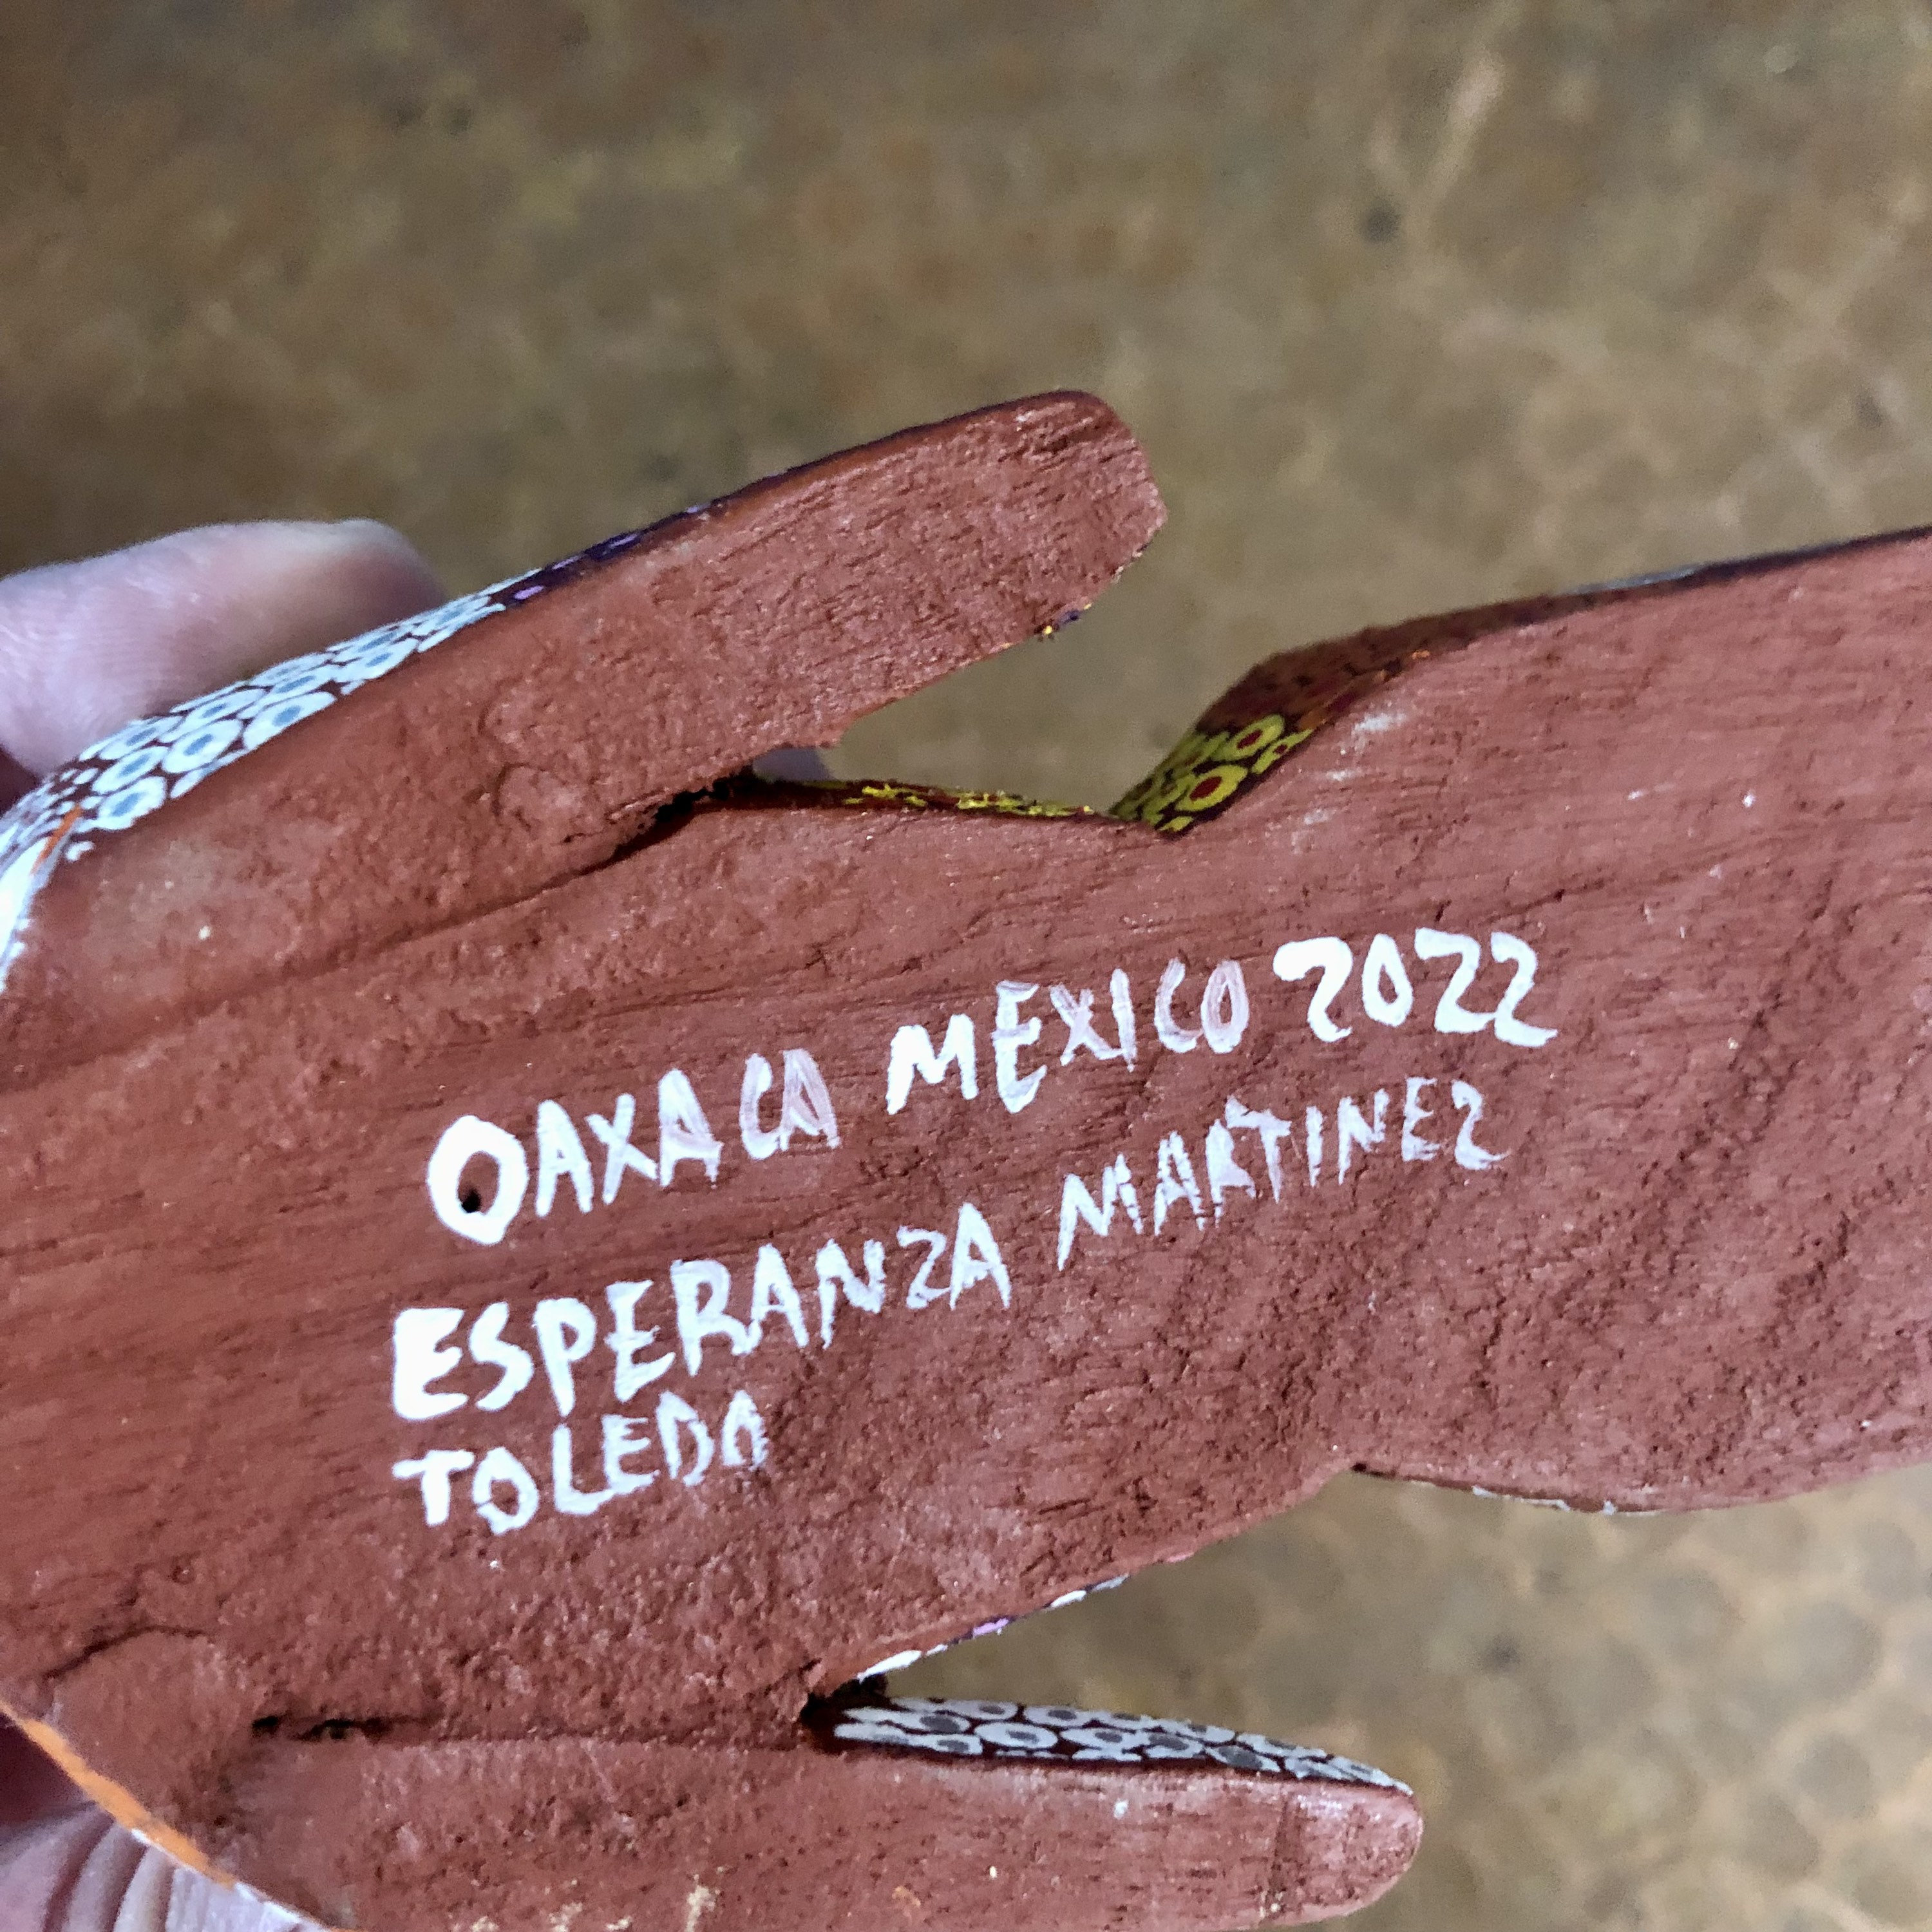 OAXACA MEXICO 2022
ESPERANZA MARTINEZ
TOLEDO